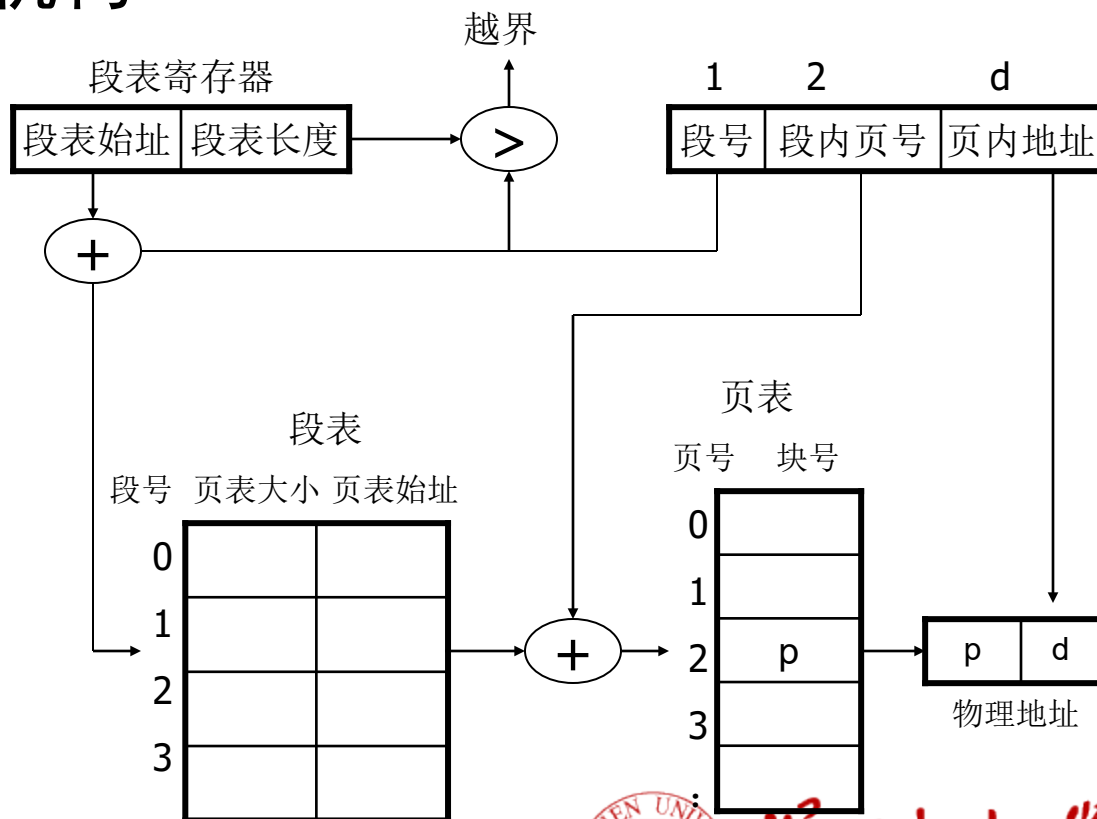 越界
段表寄存器
1 2 d
段表始址 段表长度
>
段号 段内页号 页内地址
+
页表
段表
页号 块号
段号 页表大小 页表始址
0
1
2
3
+
0
1
2
3
:
p
p d
物理地址